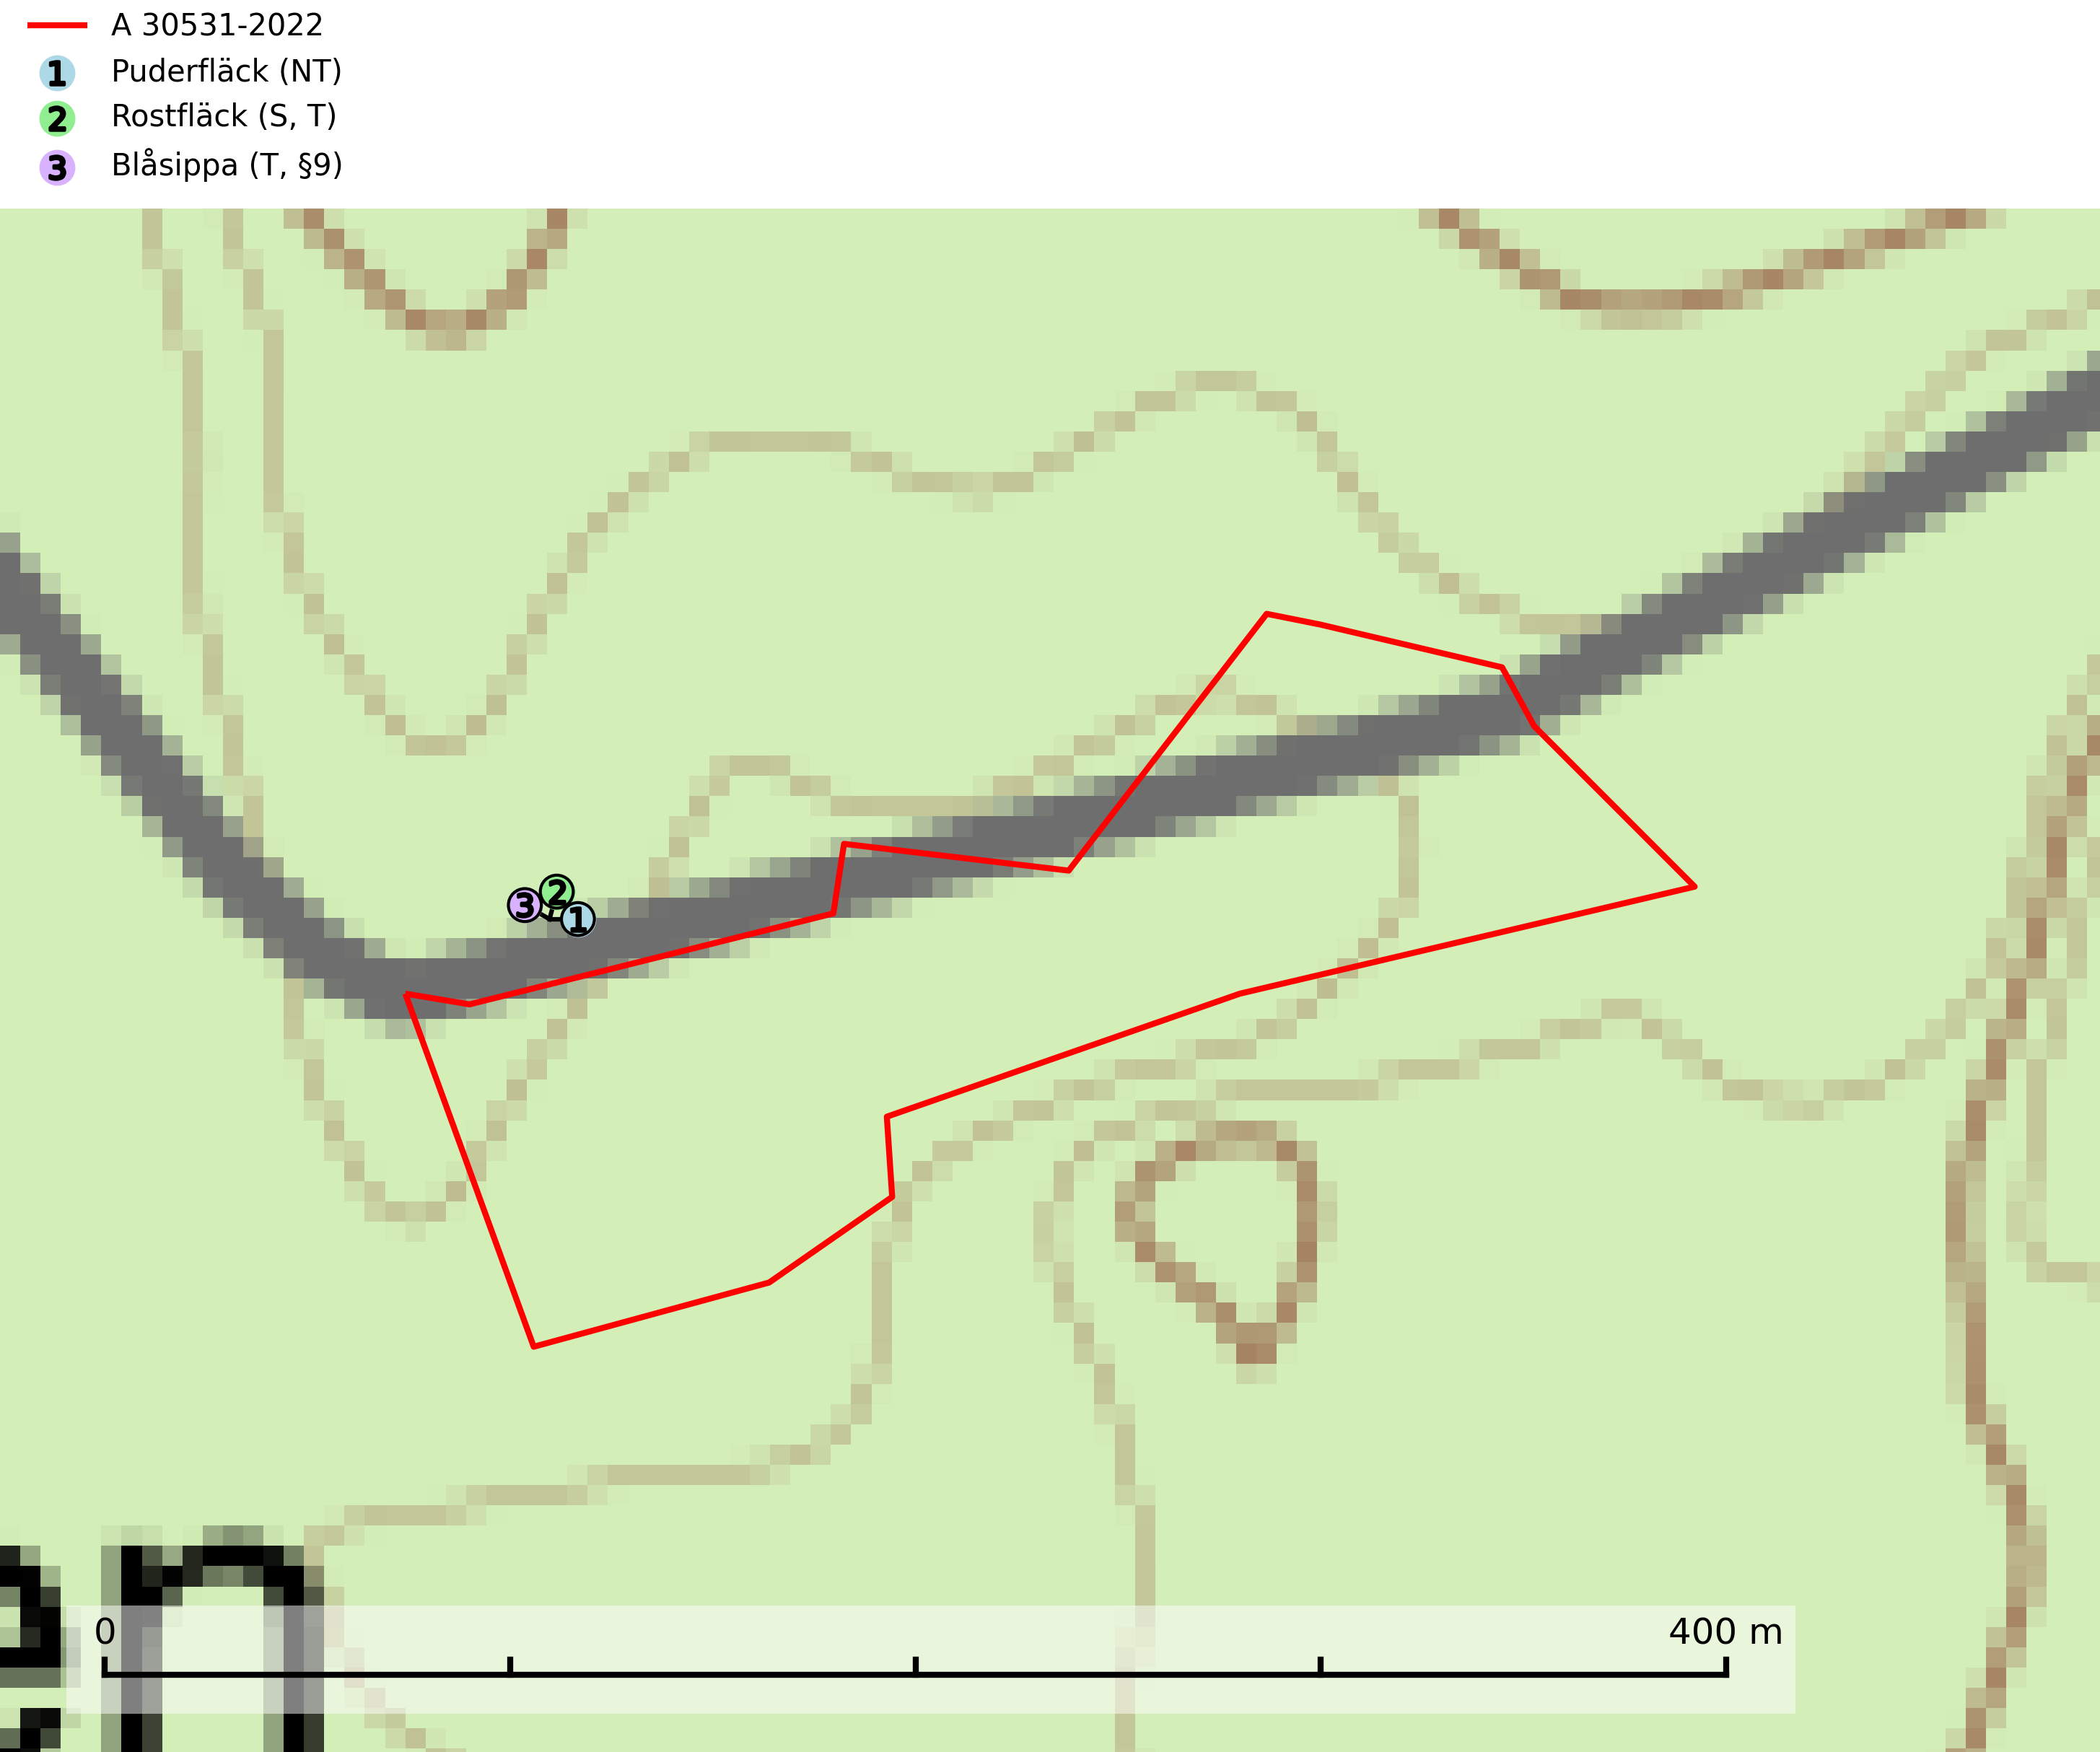 A 30531-2022
1 Puderfläck (NT)
2 Rostfläck (S, T)
3 Blåsippa (T, §9)
2
3
1
0 400 m